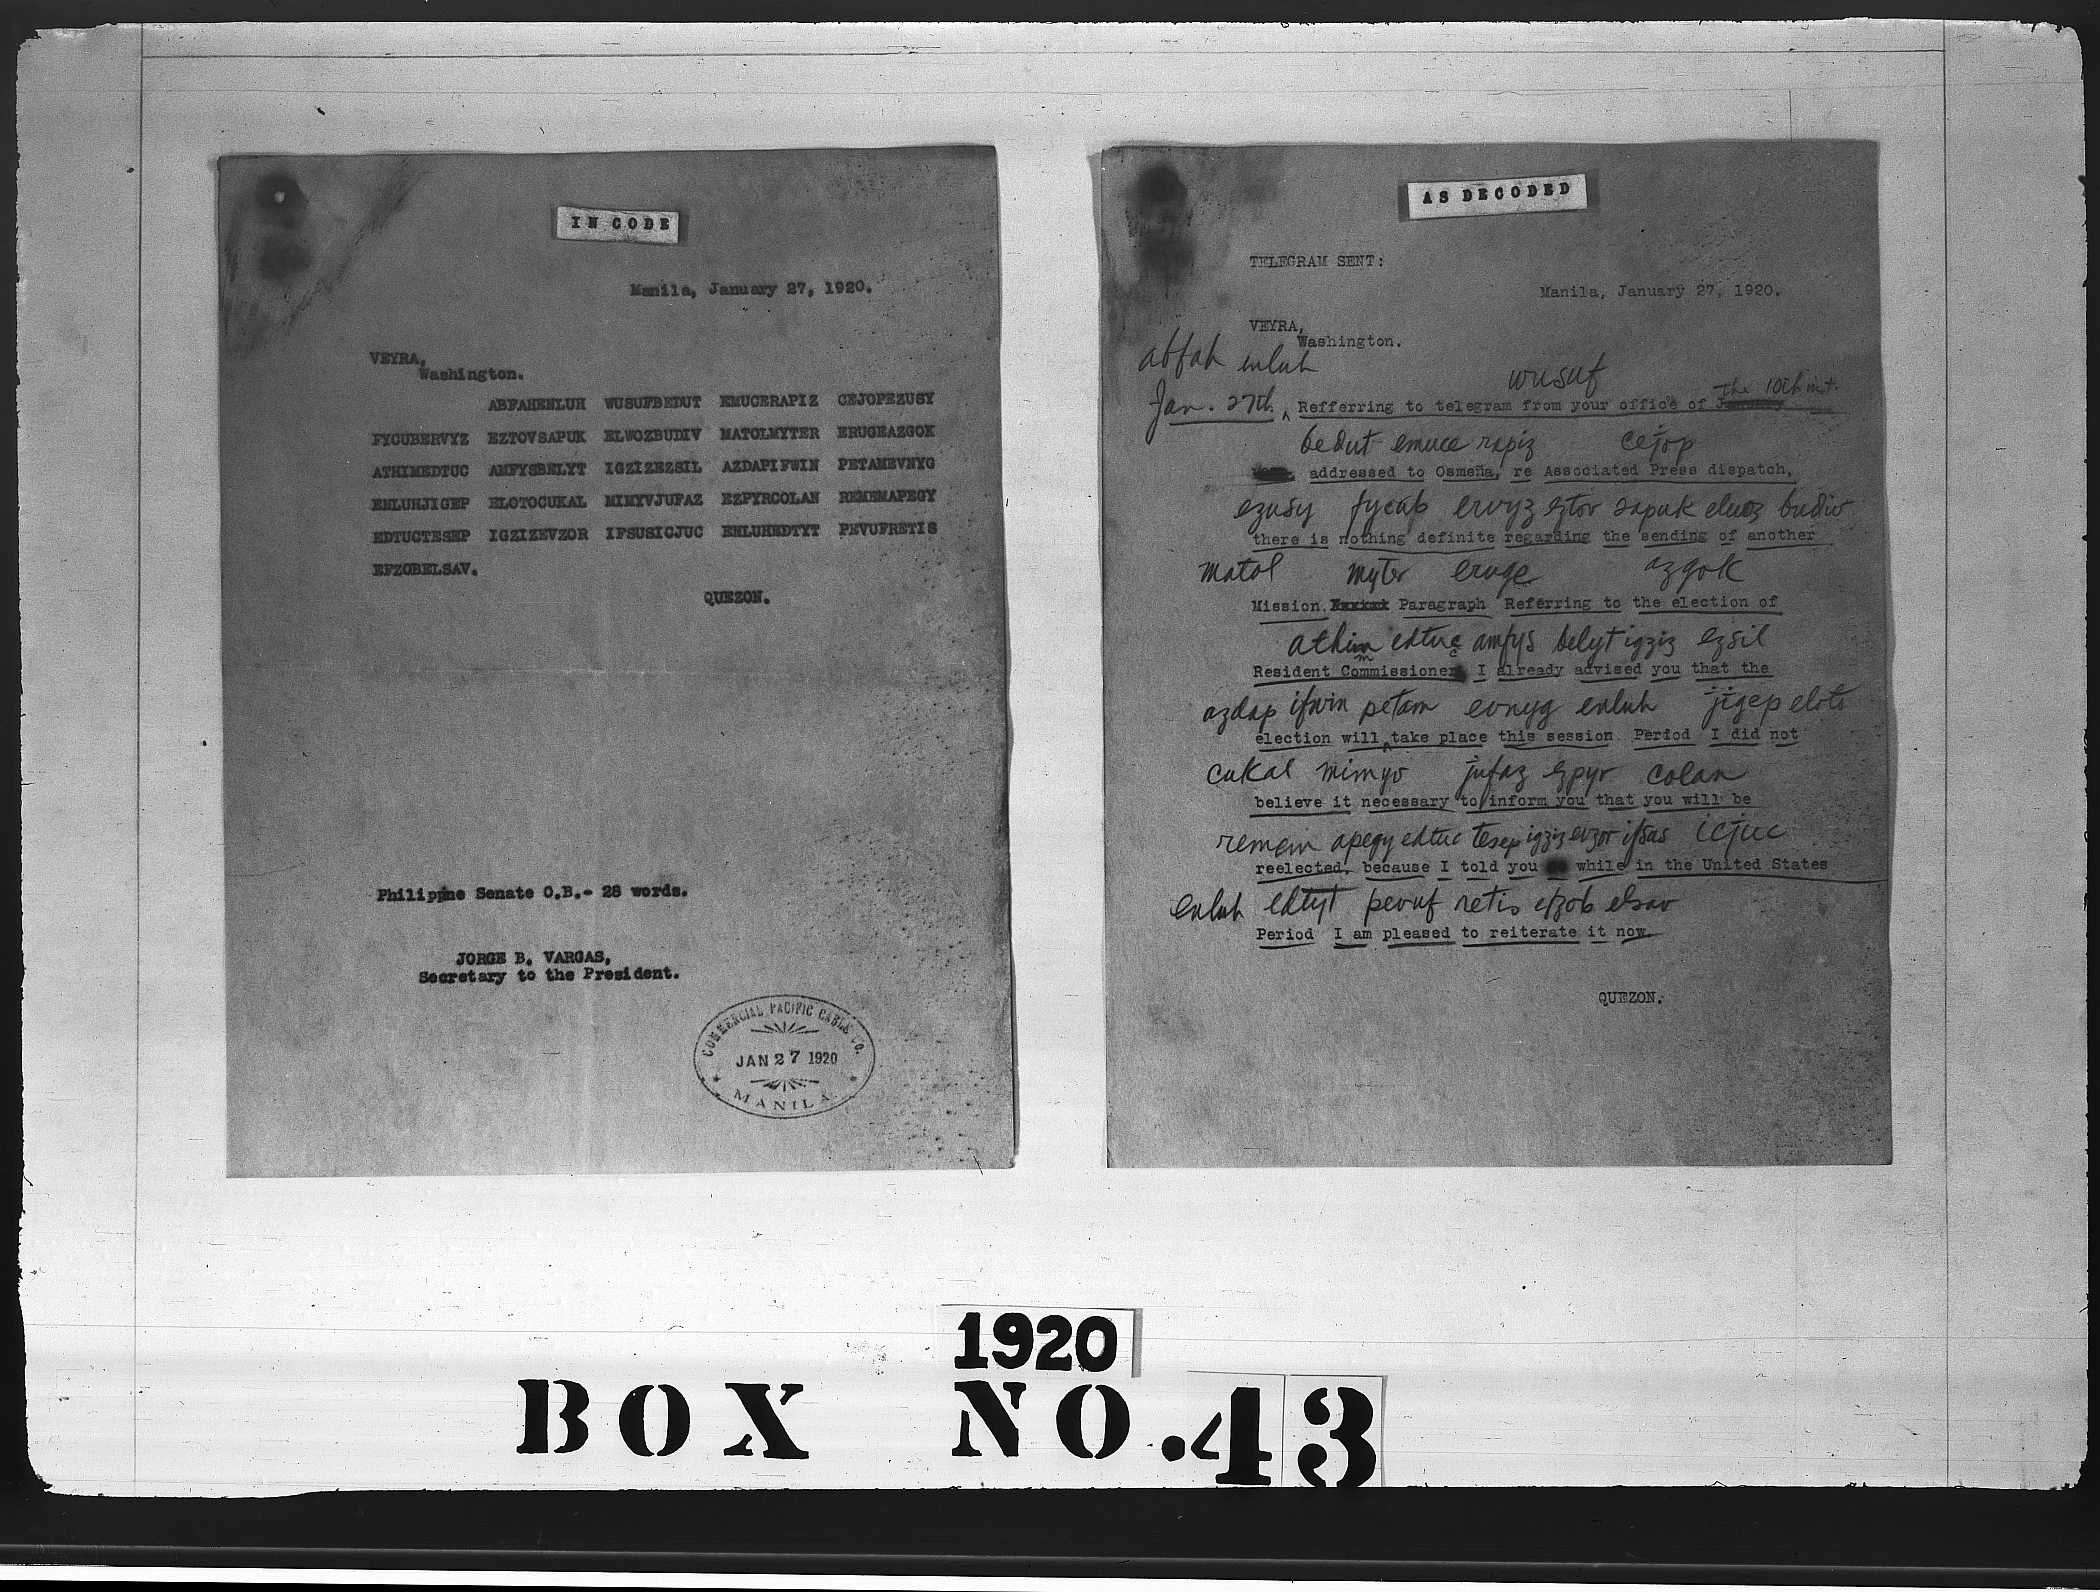 IN CODE
Manila, January 27, 1920.
VEYRA,
Washington.
ABFAHENLUH WUSUFBEDUT EMUCERAPIZ CEJOPEZUSY
FYCUBERVYZ EZTOVSAPUK ELWOZBUDIV MATOLMYTER ERUGEAZGOK
ATHIMEDTUC AMFYSBELYT IGZIZEZSIL AZDAPIFWIN PETAMEVNYG
ENLUHJIGEP ELOTOCUKAL MIMYVJUFAZ EZPYRCOLAN REMEMAPEGY
EDTUCTESEP IGZIZEVZOR IFSUSICJUC ENLUHEDTYT PEVUFRETIS
EFZOBELSAV.
QUEZON.
Philippne Senate O.B.- 28 words.
JORGE B. VARGAS,
Secretary to the President.
COMMERCIAL PACIFIC CABLE CO.
JAN 27 1920
MANILA
AS DECODED
TELEGRAM SENT:
Manila, January 27, 1920.
VEYRA,
Washington.
abfah enluh
wusuf
The 10th inst.
Jan. 27th. Refferring to telegram from your office of January
bedut emuce rapiz cejop
addressed to Osmeña, re Associated Press dispatch,
ezusy fycub ervyz eztov sapuk elwoz budiv
there is nothing definite regarding the sending of another
matol myter eruge azgok
Mission. Paragraph Referring to the election of
athim edtuc amfys belyt igziz ezsil
Resident Commissioner I already advised you that the
azdap ifwin petam evnyg enluh jigep eloto
election will take place this session Period I did not
cukal mimyv jufaz ezpyr colan
believe it necessary to inform you that you will be
remem apegy edtuc tesep igziz evzor ifsus icjuc
reelected, because I told you while in the United States
enluh edtyt pevuf retis efzob elsav
Period I am pleased to reiterate it now.
QUEZON.
1920
BOX NO.43